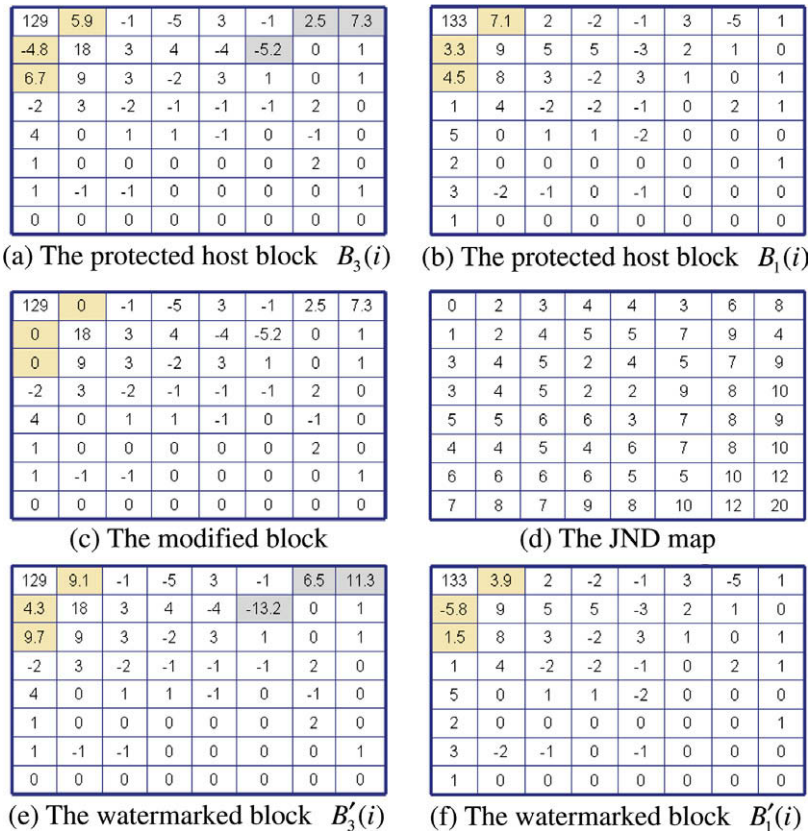 129 5.9 -1 -5 3 -1 2.5 7.3
-4.8 18 3 4 -4 -5.2 0 1
6.7 9 3 -2 3 1 0 1
-2 3 -2 -1 -1 -1 2 0
4 0 1 1 -1 0 -1 0
1 0 0 0 0 0 2 0
1 -1 -1 0 0 0 0 1
0 0 0 0 0 0 0 0
(a) The protected host block B₃(i)
133 7.1 2 -2 -1 3 -5 1
3.3 9 5 5 -3 2 1 0
4.5 8 3 -2 3 1 0 1
1 4 -2 -2 -1 0 2 1
5 0 1 1 -2 0 0 0
2 0 0 0 0 0 0 1
3 -2 -1 0 -1 0 0 0
1 0 0 0 0 0 0 0
(b) The protected host block B₁(i)
129 0 -1 -5 3 -1 2.5 7.3
0 18 3 4 -4 -5.2 0 1
0 9 3 -2 3 1 0 1
-2 3 -2 -1 -1 -1 2 0
4 0 1 1 -1 0 -1 0
1 0 0 0 0 0 2 0
1 -1 -1 0 0 0 0 1
0 0 0 0 0 0 0 0
(c) The modified block
0 2 3 4 4 3 6 8
1 2 4 5 5 7 9 4
3 4 5 2 4 5 7 9
3 4 5 2 2 9 8 10
5 5 6 6 3 7 8 9
4 4 5 4 6 7 8 10
6 6 6 6 5 5 10 12
7 8 7 9 8 10 12 20
(d) The JND map
129 9.1 -1 -5 3 -1 6.5 11.3
4.3 18 3 4 -4 -13.2 0 1
9.7 9 3 -2 3 1 0 1
-2 3 -2 -1 -1 -1 2 0
4 0 1 1 -1 0 -1 0
1 0 0 0 0 0 2 0
1 -1 -1 0 0 0 0 1
0 0 0 0 0 0 0 0
(e) The watermarked block B′₃(i)
133 3.9 2 -2 -1 3 -5 1
-5.8 9 5 5 -3 2 1 0
1.5 8 3 -2 3 1 0 1
1 4 -2 -2 -1 0 2 1
5 0 1 1 -2 0 0 0
2 0 0 0 0 0 0 1
3 -2 -1 0 -1 0 0 0
1 0 0 0 0 0 0 0
(f) The watermarked block B′₁(i)